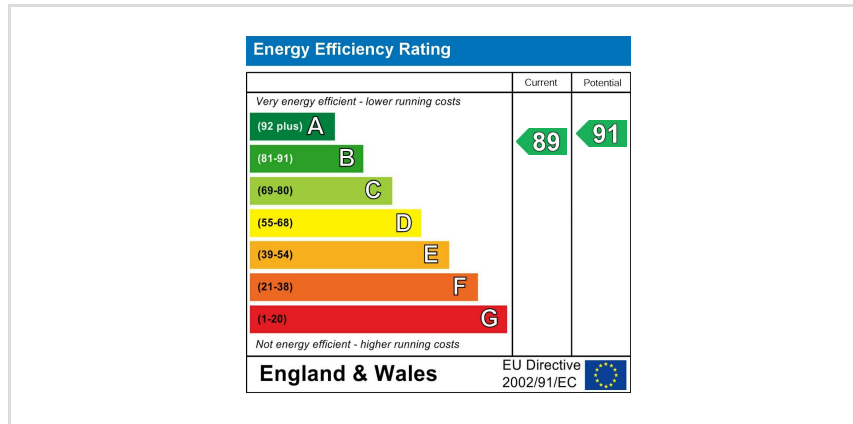 Energy Efficiency Rating
Current Potential
Very energy efficient - lower running costs
(92 plus) A
(81-91) B
89 91
(69-80) C
(55-68) D
(39-54) E
(21-38) F
(1-20) G
Not energy efficient - higher running costs
England & Wales
EU Directive
2002/91/EC